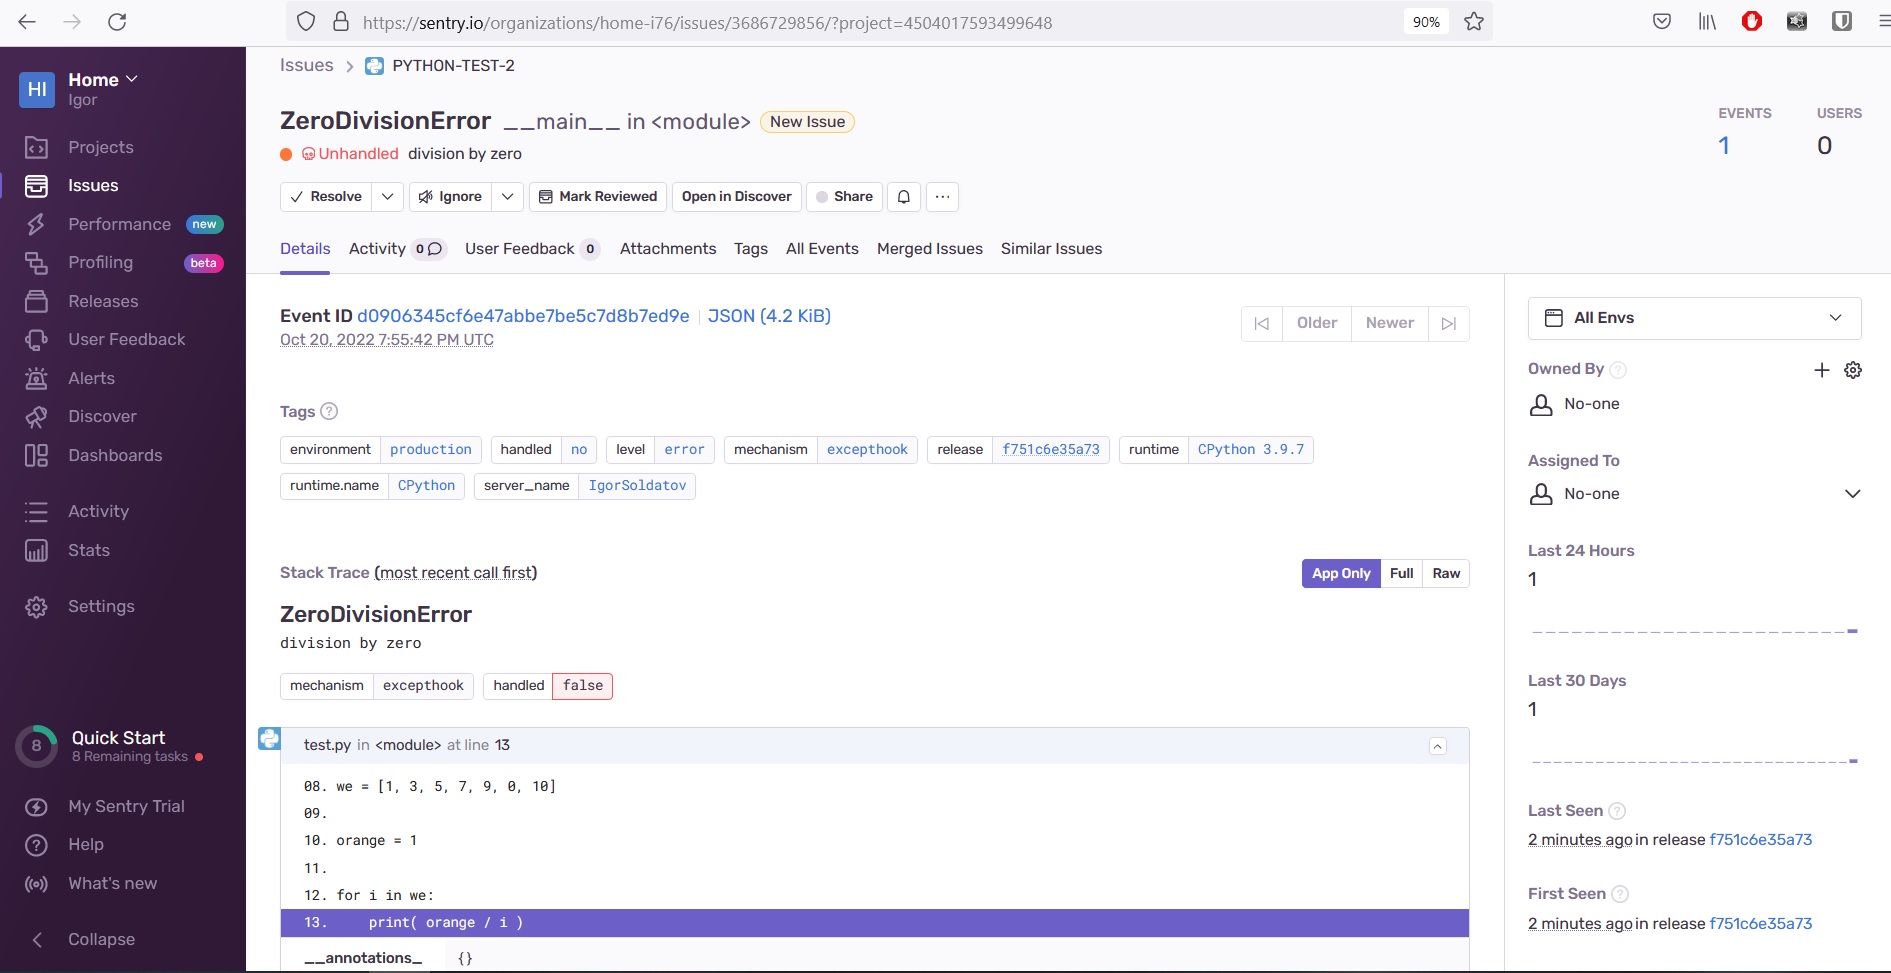 https://sentry.io/organizations/home-i76/issues/3686729856/?project=4504017593499648
90%
HI
Home
Igor
Projects
Issues
Performance new
Profiling beta
Releases
User Feedback
Alerts
Discover
Dashboards
Activity
Stats
Settings
8
Quick Start
8 Remaining tasks
My Sentry Trial
Help
What's new
Collapse
Issues > PYTHON-TEST-2
ZeroDivisionError __main__ in <module> New Issue
Unhandled division by zero
EVENTS USERS
1 0
Resolve Ignore Mark Reviewed Open in Discover Share ...
Details Activity 0 User Feedback 0 Attachments Tags All Events Merged Issues Similar Issues
Event ID d0906345cf6e47abbe7be5c7d8b7ed9e | JSON (4.2 KiB)
Oct 20, 2022 7:55:42 PM UTC
Older Newer
Tags ?
environment production handled no level error mechanism excepthook release f751c6e35a73 runtime CPython 3.9.7
runtime.name CPython server_name IgorSoldatov
Stack Trace (most recent call first)
App Only Full Raw
ZeroDivisionError
division by zero
mechanism excepthook handled false
test.py in <module> at line 13
08. we = [1, 3, 5, 7, 9, 0, 10]
09.
10. orange = 1
11.
12. for i in we:
13. print( orange / i )
__annotations_ {}
All Envs
Owned By ?
No-one
Assigned To
No-one
Last 24 Hours
1
Last 30 Days
1
Last Seen ?
2 minutes ago in release f751c6e35a73
First Seen ?
2 minutes ago in release f751c6e35a73